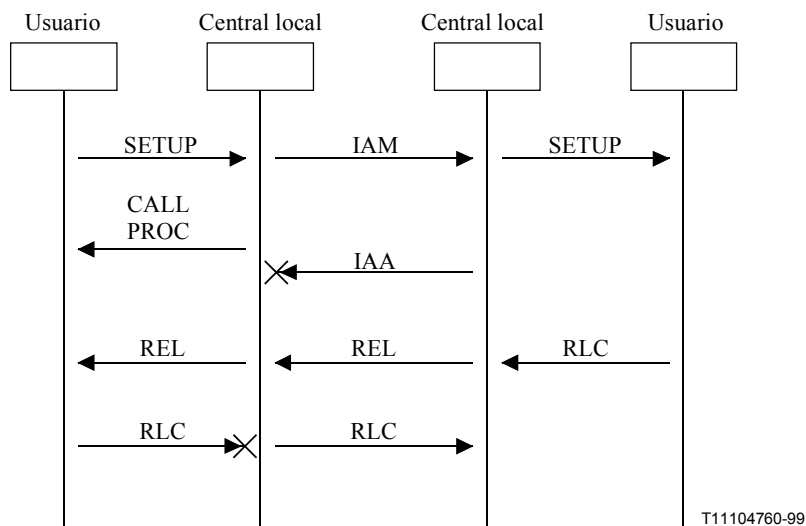 Usuario Central local Central local Usuario
SETUP IAM SETUP
CALL
PROC
IAA
REL REL RLC
RLC RLC
T11104760-99